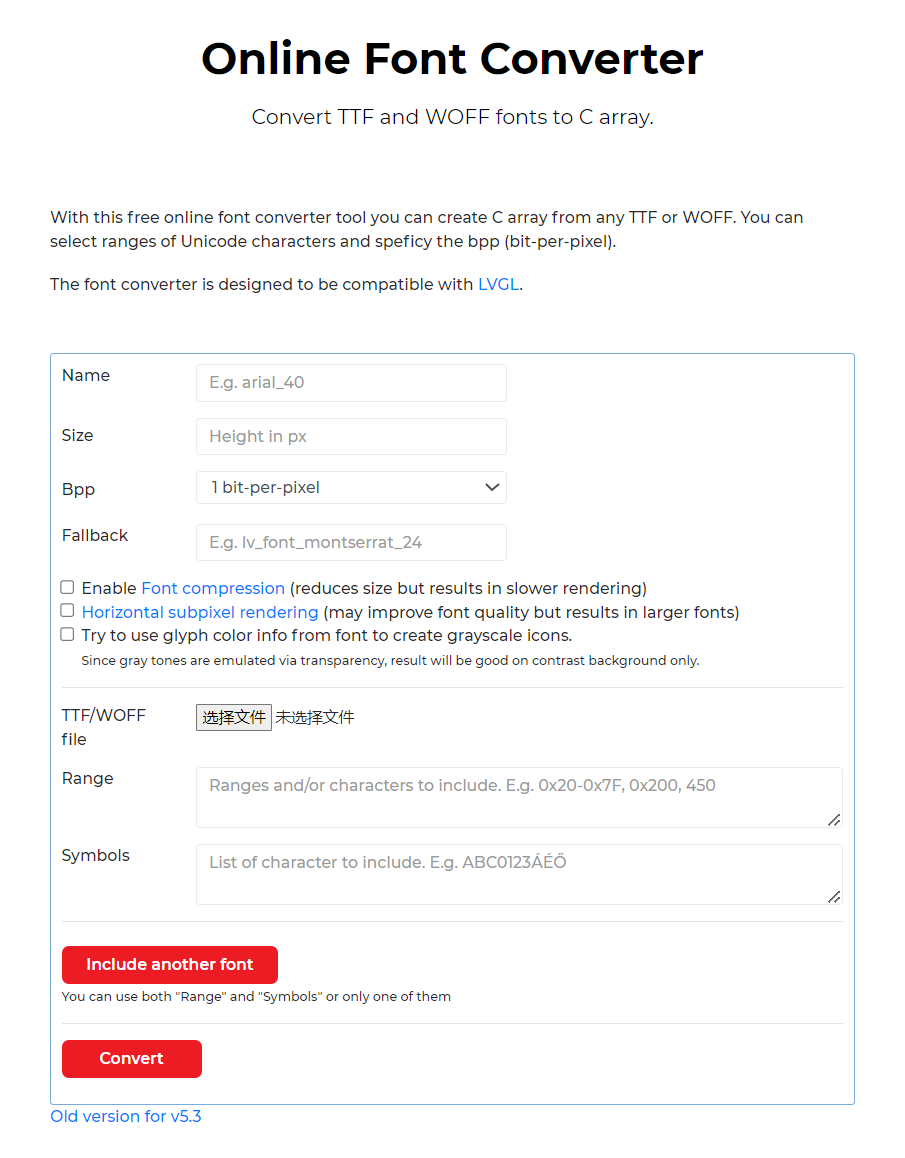 Online Font Converter
Convert TTF and WOFF fonts to C array.
With this free online font converter tool you can create C array from any TTF or WOFF. You can
select ranges of Unicode characters and speficy the bpp (bit-per-pixel).
The font converter is designed to be compatible with LVGL.
Name
E.g. arial_40
Size
Height in px
Bpp
1 bit-per-pixel
Fallback
E.g. lv_font_montserrat_24
Enable Font compression (reduces size but results in slower rendering)
Horizontal subpixel rendering (may improve font quality but results in larger fonts)
Try to use glyph color info from font to create grayscale icons.
Since gray tones are emulated via transparency, result will be good on contrast background only.
TTF/WOFF
file
选择文件 未选择文件
Range
Ranges and/or characters to include. E.g. 0x20-0x7F, 0x200, 450
Symbols
List of character to include. E.g. ABC0123ÁÉŐ
Include another font
You can use both "Range" and "Symbols" or only one of them
Convert
Old version for v5.3